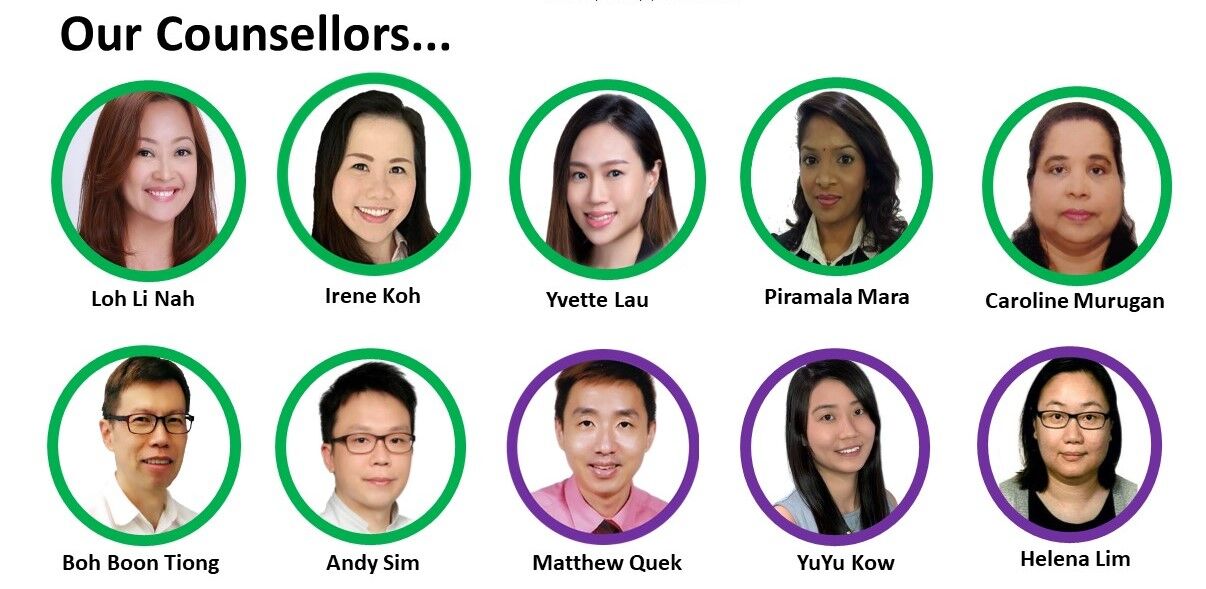 Our Counsellors...
Loh Li Nah
Irene Koh
Yvette Lau
Piramala Mara
Caroline Murugan
Boh Boon Tiong
Andy Sim
Matthew Quek
YuYu Kow
Helena Lim